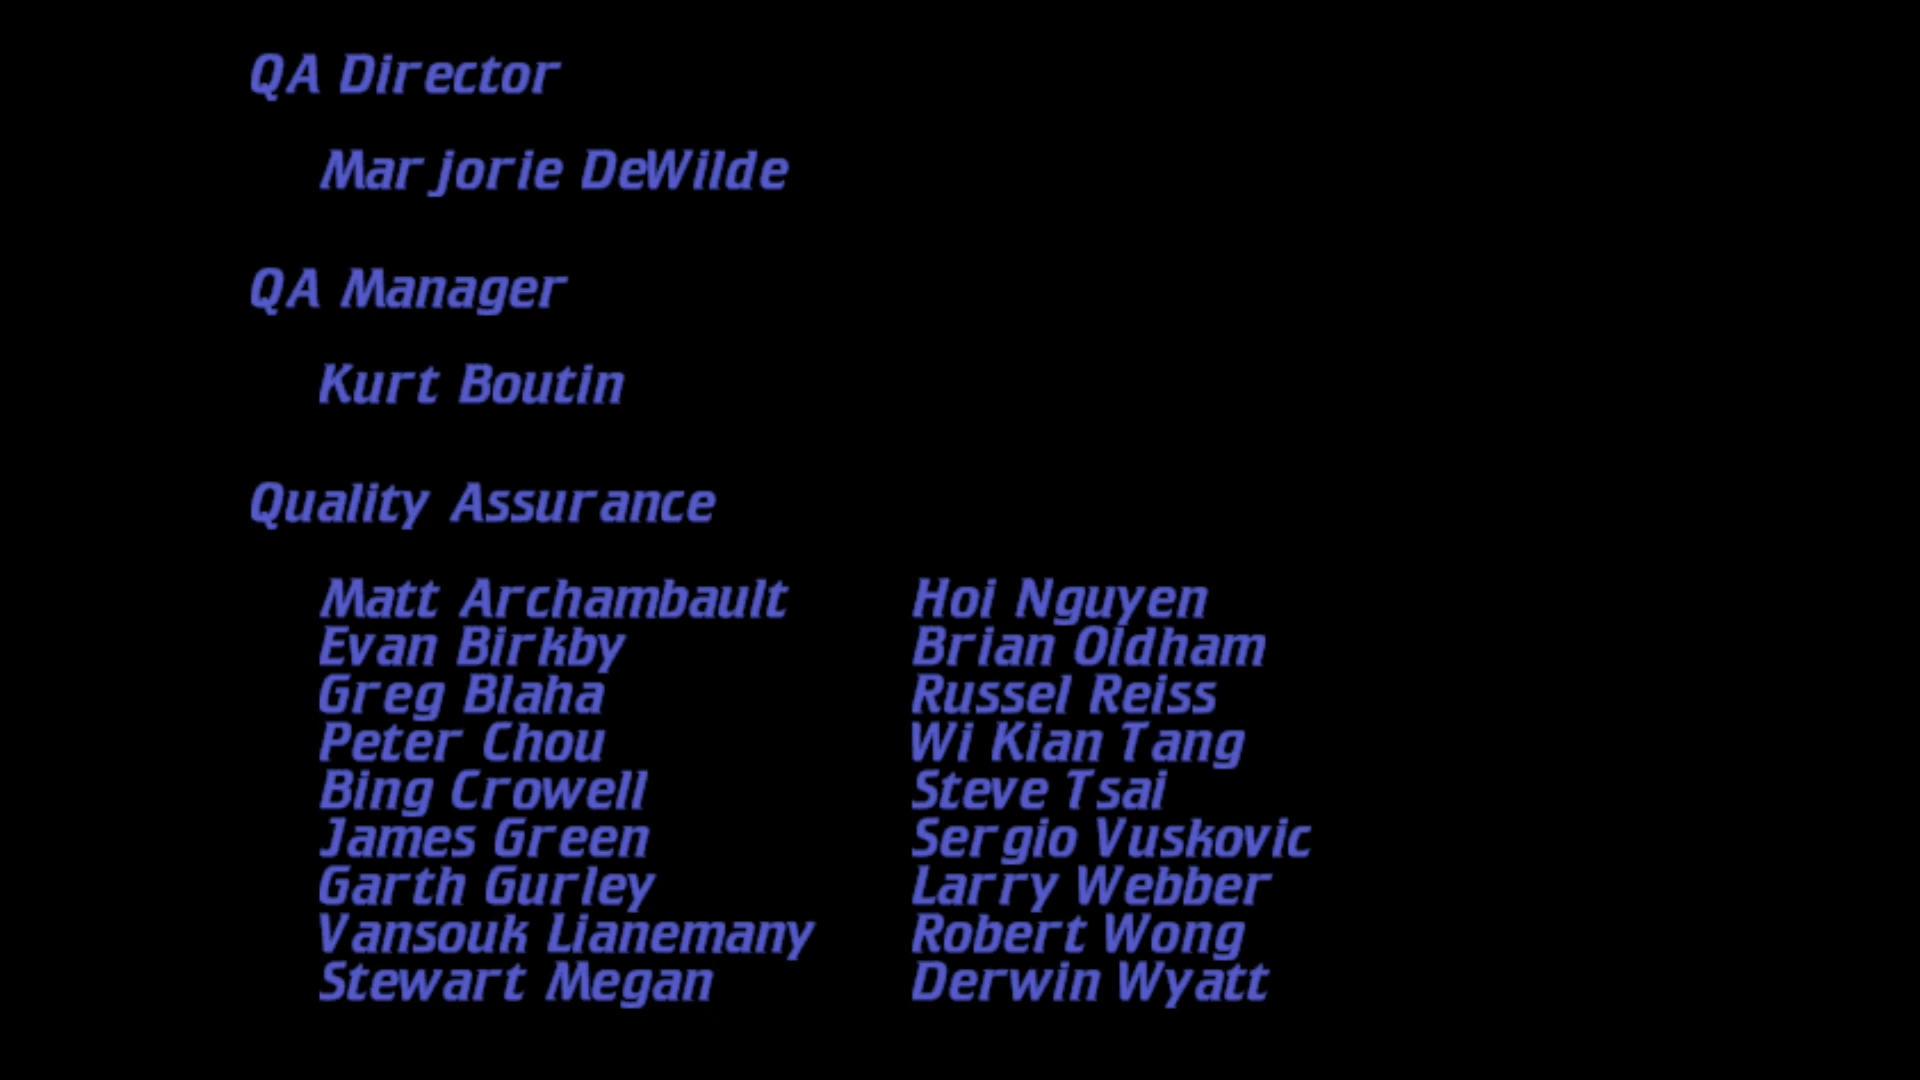 QA Director
Marjorie DeWilde
QA Manager
Kurt Boutin
Quality Assurance
Matt Archambault
Evan Birkby
Greg Blaha
Peter Chou
Bing Crowell
James Green
Garth Gurley
Vansouk Lianemany
Stewart Megan
Hoi Nguyen
Brian Oldham
Russel Reiss
Wi Kian Tang
Steve Tsai
Sergio Vuskovic
Larry Webber
Robert Wong
Derwin Wyatt